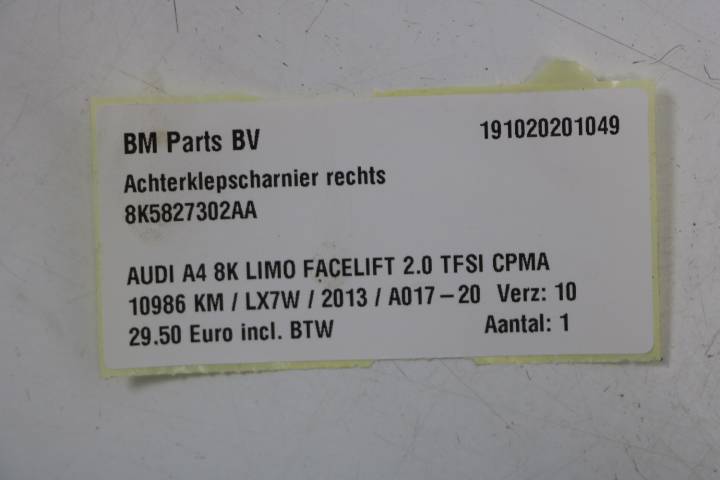 BM Parts BV 191020201049
Achterklepscharnier rechts
8K5827302AA
AUDI A4 8K LIMO FACELIFT 2.0 TFSI CPMA
10986 KM / LX7W / 2013 / A017-20 Verz: 10
29.50 Euro incl. BTW Aantal: 1